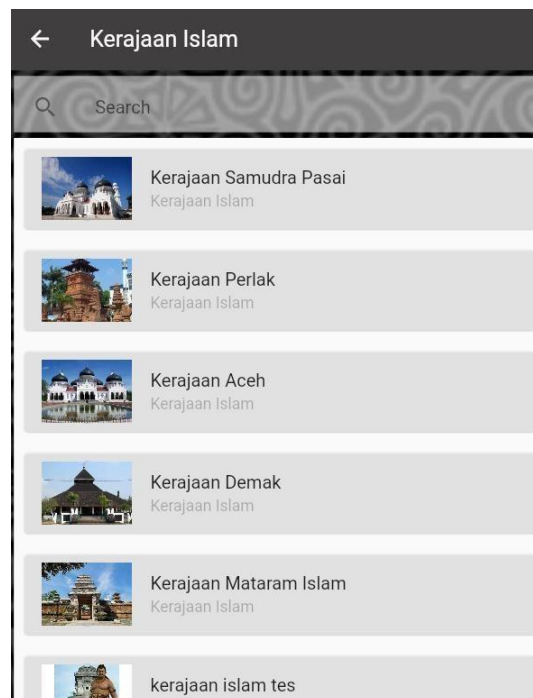 Kerajaan Islam
Search
Kerajaan Samudra Pasai
Kerajaan Islam
Kerajaan Perlak
Kerajaan Islam
Kerajaan Aceh
Kerajaan Islam
Kerajaan Demak
Kerajaan Islam
Kerajaan Mataram Islam
Kerajaan Islam
kerajaan islam tes